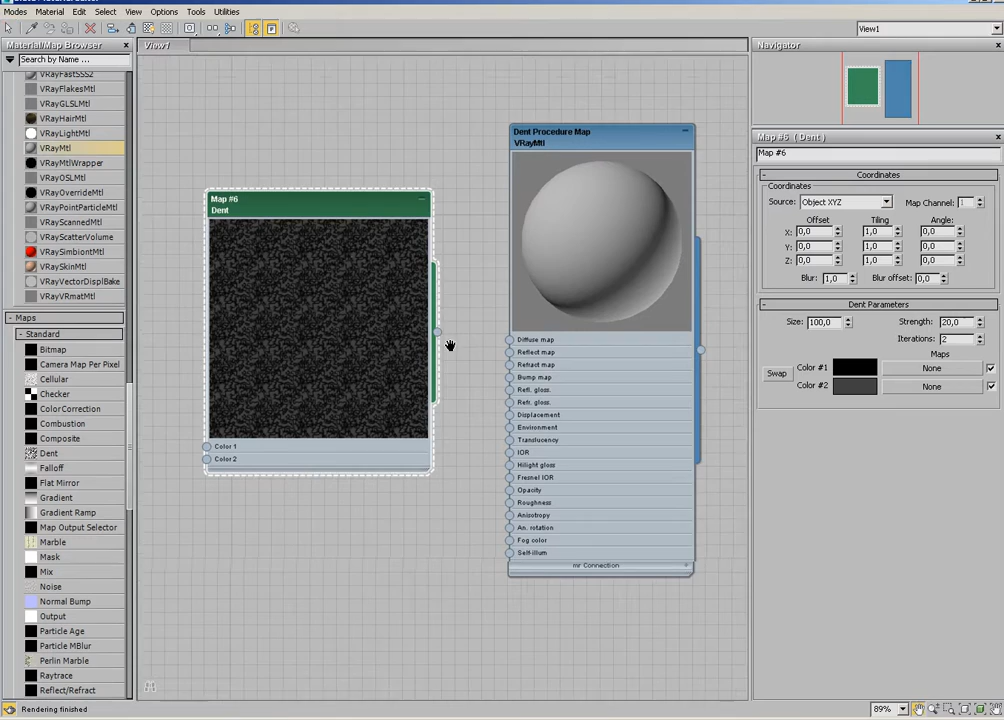 Modes Material Edit Select View Options Tools Utilities
View1
Material/Map Browser
View1
Navigator
Search by Name ...
VRayFastSSS2
VRayFlakesMtl
VRayGLSLMtl
VRayHairMtl
VRayLightMtl
VRayMtl
VRayMtlWrapper
VRayOSLMtl
VRayOverrideMtl
VRayPointParticleMtl
VRayScannedMtl
VRayScatterVolume
VRaySimbiontMtl
VRaySkinMtl
VRayVectorDisplBake
VRayVRmatMtl
- Maps
- Standard
Bitmap
Camera Map Per Pixel
Cellular
Checker
ColorCorrection
Combustion
Composite
Dent
Falloff
Flat Mirror
Gradient
Gradient Ramp
Map Output Selector
Marble
Mask
Mix
Noise
Normal Bump
Output
Particle Age
Particle MBlur
Perlin Marble
Raytrace
Reflect/Refract
Map #6
Dent
Color 1
Color 2
Dent Procedure Map
VRayMtl
Diffuse map
Reflect map
Refract map
Bump map
Refl. gloss.
Refr. gloss.
Displacement
Environment
Translucency
IOR
Hilight gloss
Fresnel IOR
Opacity
Roughness
Anisotropy
An. rotation
Fog color
Self-illum
mr Connection +
Map #6 ( Dent )
Map #6
- Coordinates
Coordinates
Source: Object XYZ Map Channel: 1
Offset Tiling Angle:
X: 0,0 1,0 0,0
Y: 0,0 1,0 0,0
Z: 0,0 1,0 0,0
Blur: 1,0 Blur offset: 0,0
- Dent Parameters
Size: 100,0 Strength: 20,0
Iterations: 2
Maps
Swap Color #1 None
Color #2 None
Rendering finished
89%